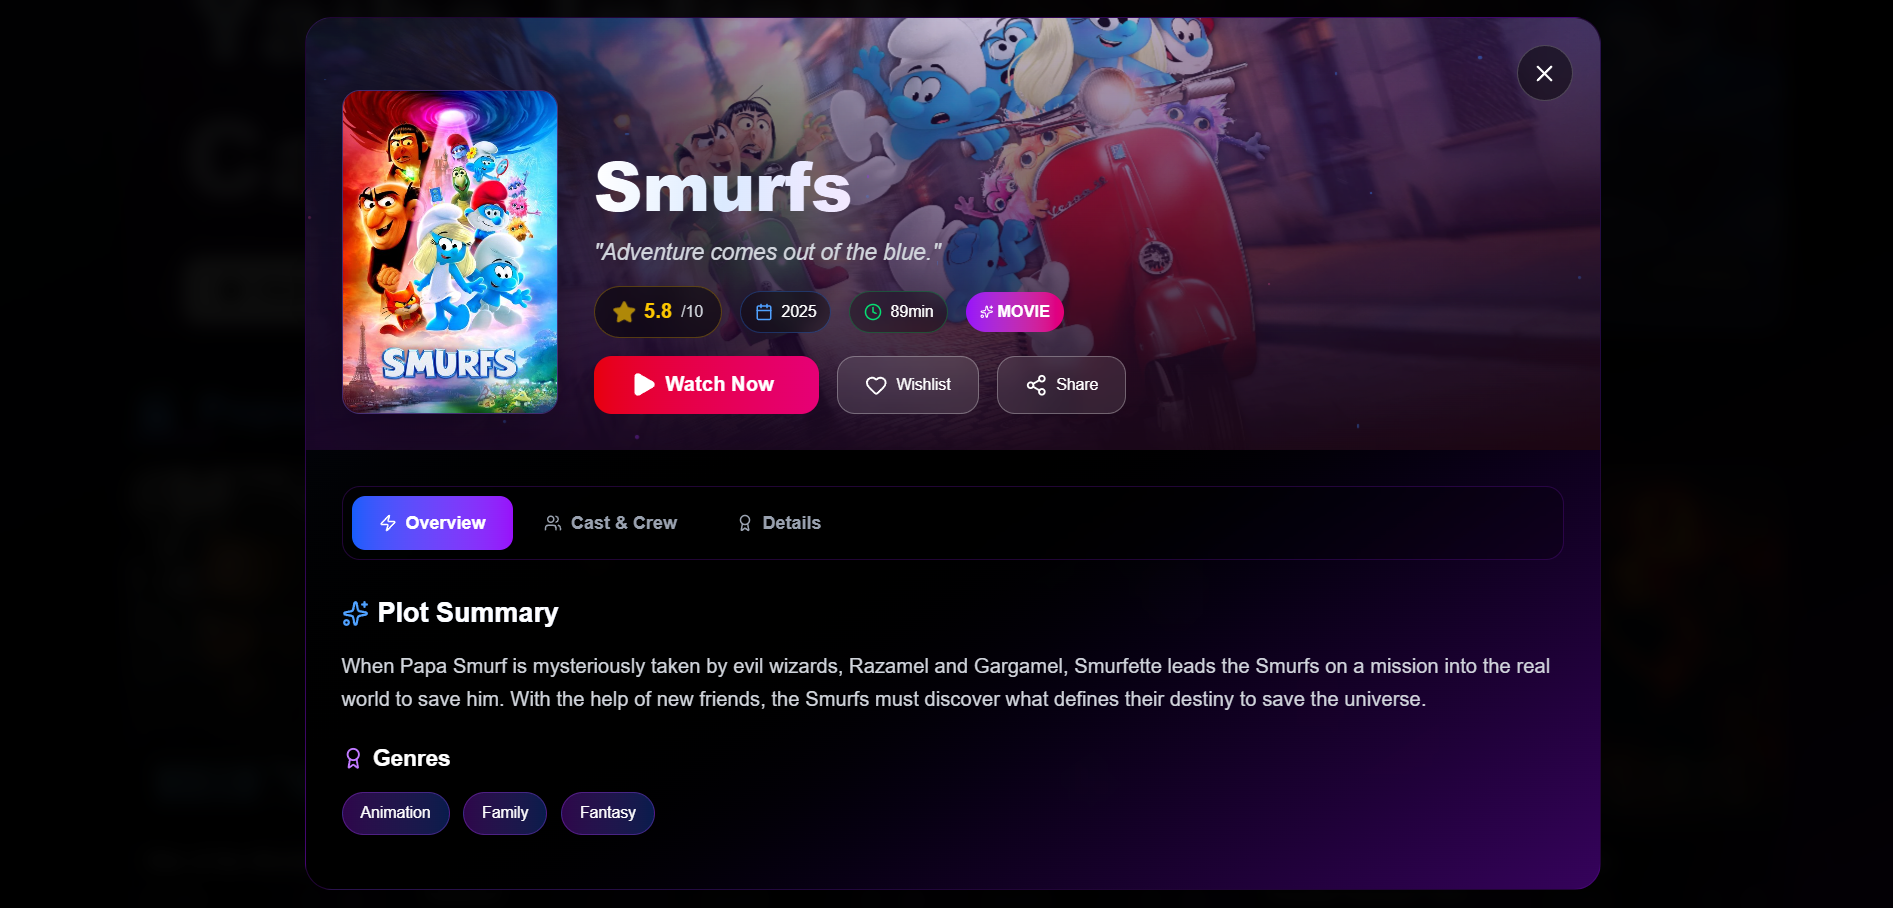 Smurfs
"Adventure comes out of the blue."
5.8 /10
2025
89min
MOVIE
Watch Now
Wishlist
Share
SMURFS
Overview
Cast & Crew
Details
Plot Summary
When Papa Smurf is mysteriously taken by evil wizards, Razamel and Gargamel, Smurfette leads the Smurfs on a mission into the real
world to save him. With the help of new friends, the Smurfs must discover what defines their destiny to save the universe.
Genres
Animation
Family
Fantasy